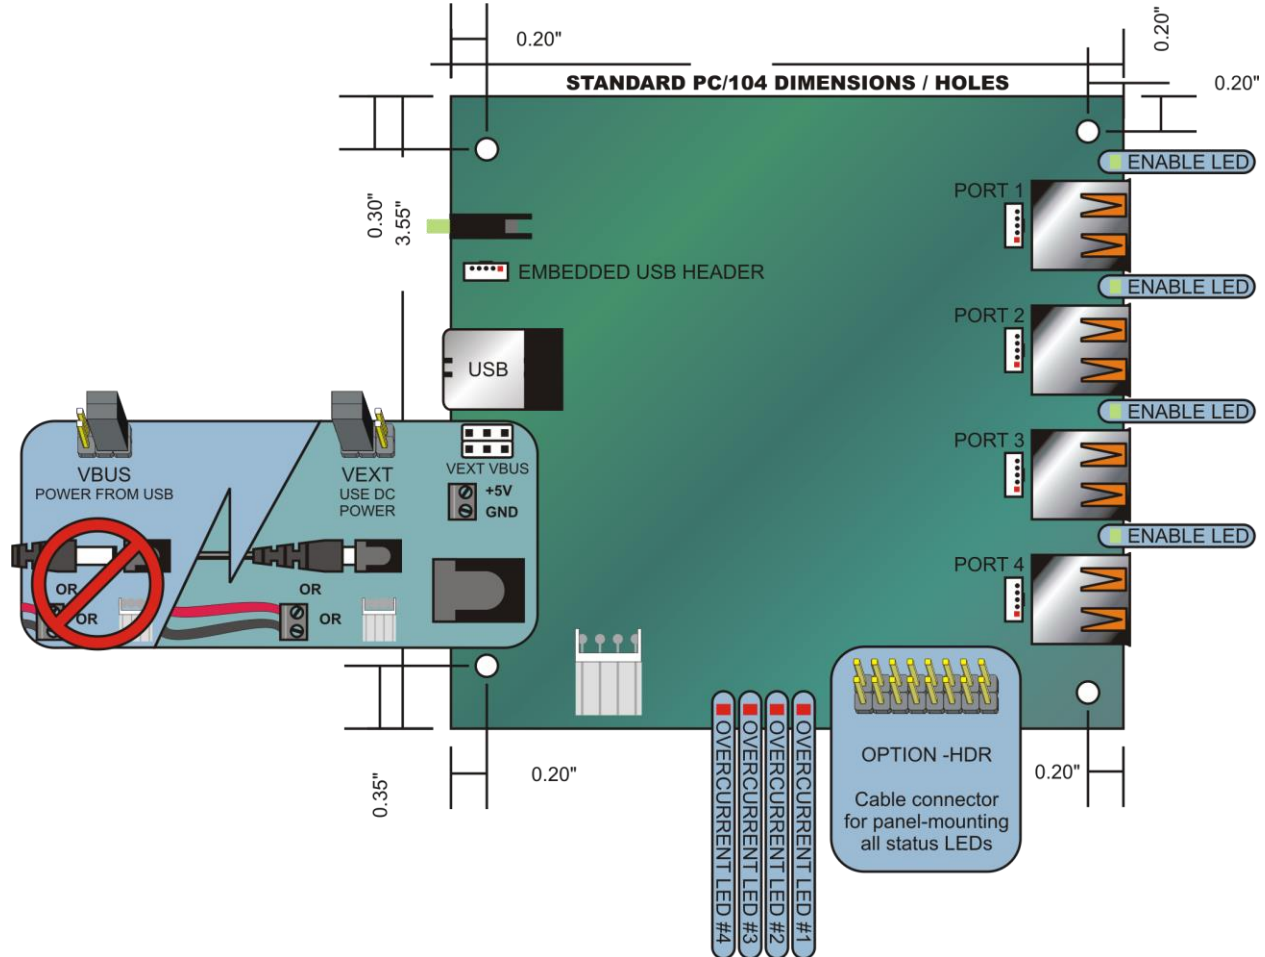 0.20"
0.20"
0.20"
STANDARD PC/104 DIMENSIONS / HOLES
0.30"
3.55"
ENABLE LED
PORT 1
EMBEDDED USB HEADER
ENABLE LED
PORT 2
USB
ENABLE LED
PORT 3
VBUS
POWER FROM USB
VEXT
USE DC
POWER
VEXT VBUS
+5V
GND
ENABLE LED
PORT 4
OR
OR
OR
OR
0.35"
0.20"
OVERCURRENT LED #4
OVERCURRENT LED #3
OVERCURRENT LED #2
OVERCURRENT LED #1
OPTION -HDR
Cable connector
for panel-mounting
all status LEDs
0.20"